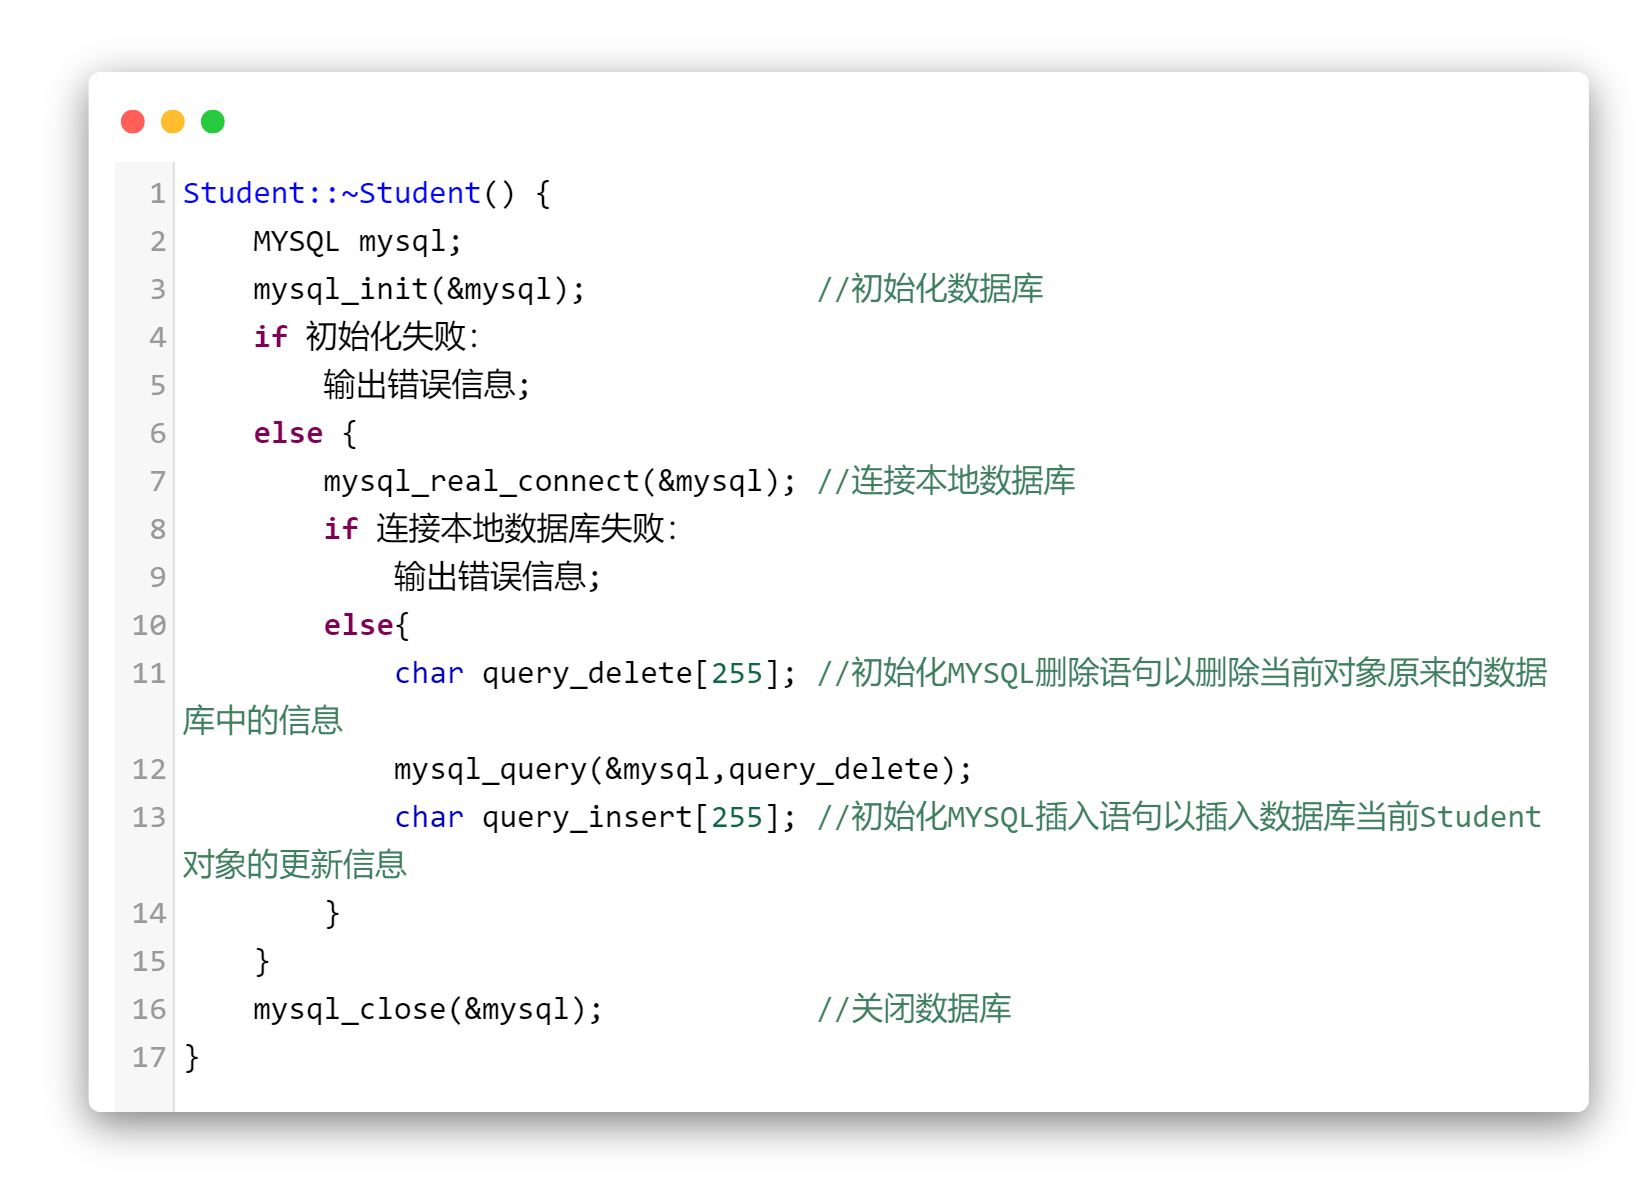 1 Student::~Student() {
2     MYSQL mysql;
3     mysql_init(&mysql);             //初始化数据库
4     if 初始化失败:
5         输出错误信息;
6     else {
7         mysql_real_connect(&mysql); //连接本地数据库
8         if 连接本地数据库失败:
9             输出错误信息;
10         else{
11             char query_delete[255]; //初始化MYSQL删除语句以删除当前对象原来的数据
库中的信息
12             mysql_query(&mysql,query_delete);
13             char query_insert[255]; //初始化MYSQL插入语句以插入数据库当前Student
对象的更新信息
14         }
15     }
16     mysql_close(&mysql);            //关闭数据库
17 }